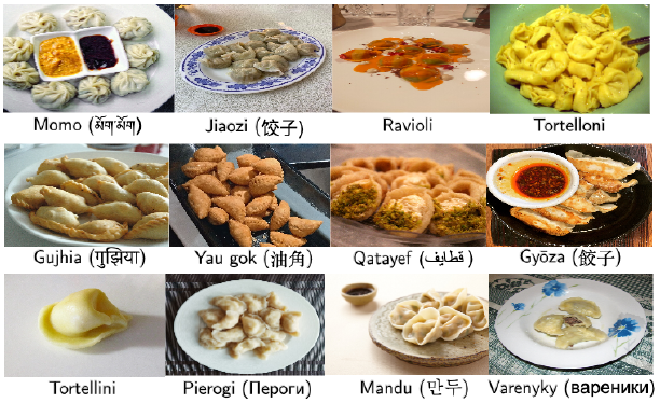 Momo (མོག་མོག་)
Jiaozi (饺子)
Ravioli
Tortelloni
Gujhia (गुझिया)
Yau gok (油角)
Qatayef (قطايف)
Gyōza (餃子)
Tortellini
Pierogi (Пероги)
Mandu (만두)
Varenyky (вареники)